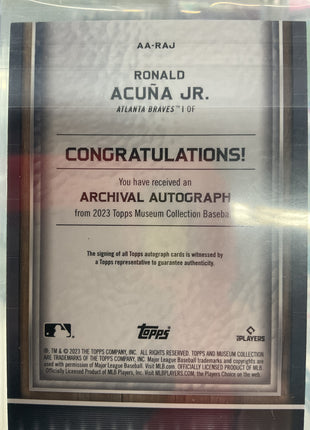 AA-RAJ
RONALD
ACUÑA JR.
ATLANTA BRAVES™ | OF
CONGRATULATIONS!
You have received an
ARCHIVAL AUTOGRAPH
from 2023 Topps Museum Collection Baseba
The signing of all Topps autograph cards is witnessed by
a Topps representative to guarantee authenticity.
Topps
PLAYERS
®, TM & © 2023 THE TOPPS COMPANY, INC. ALL RIGHTS RESERVED. TOPPS AND MUSEUM COLLECTION
ARE TRADEMARKS OF THE TOPPS COMPANY, INC. Major League Baseball trademarks and copyrights are
used with permission of Major League Baseball. Visit MLB.com. OFFICIALLY LICENSED PRODUCT OF MLB
Officially Licensed Product of MLB Players, Inc. Visit MLBPLAYERS.COM, the Players Choice on the web.